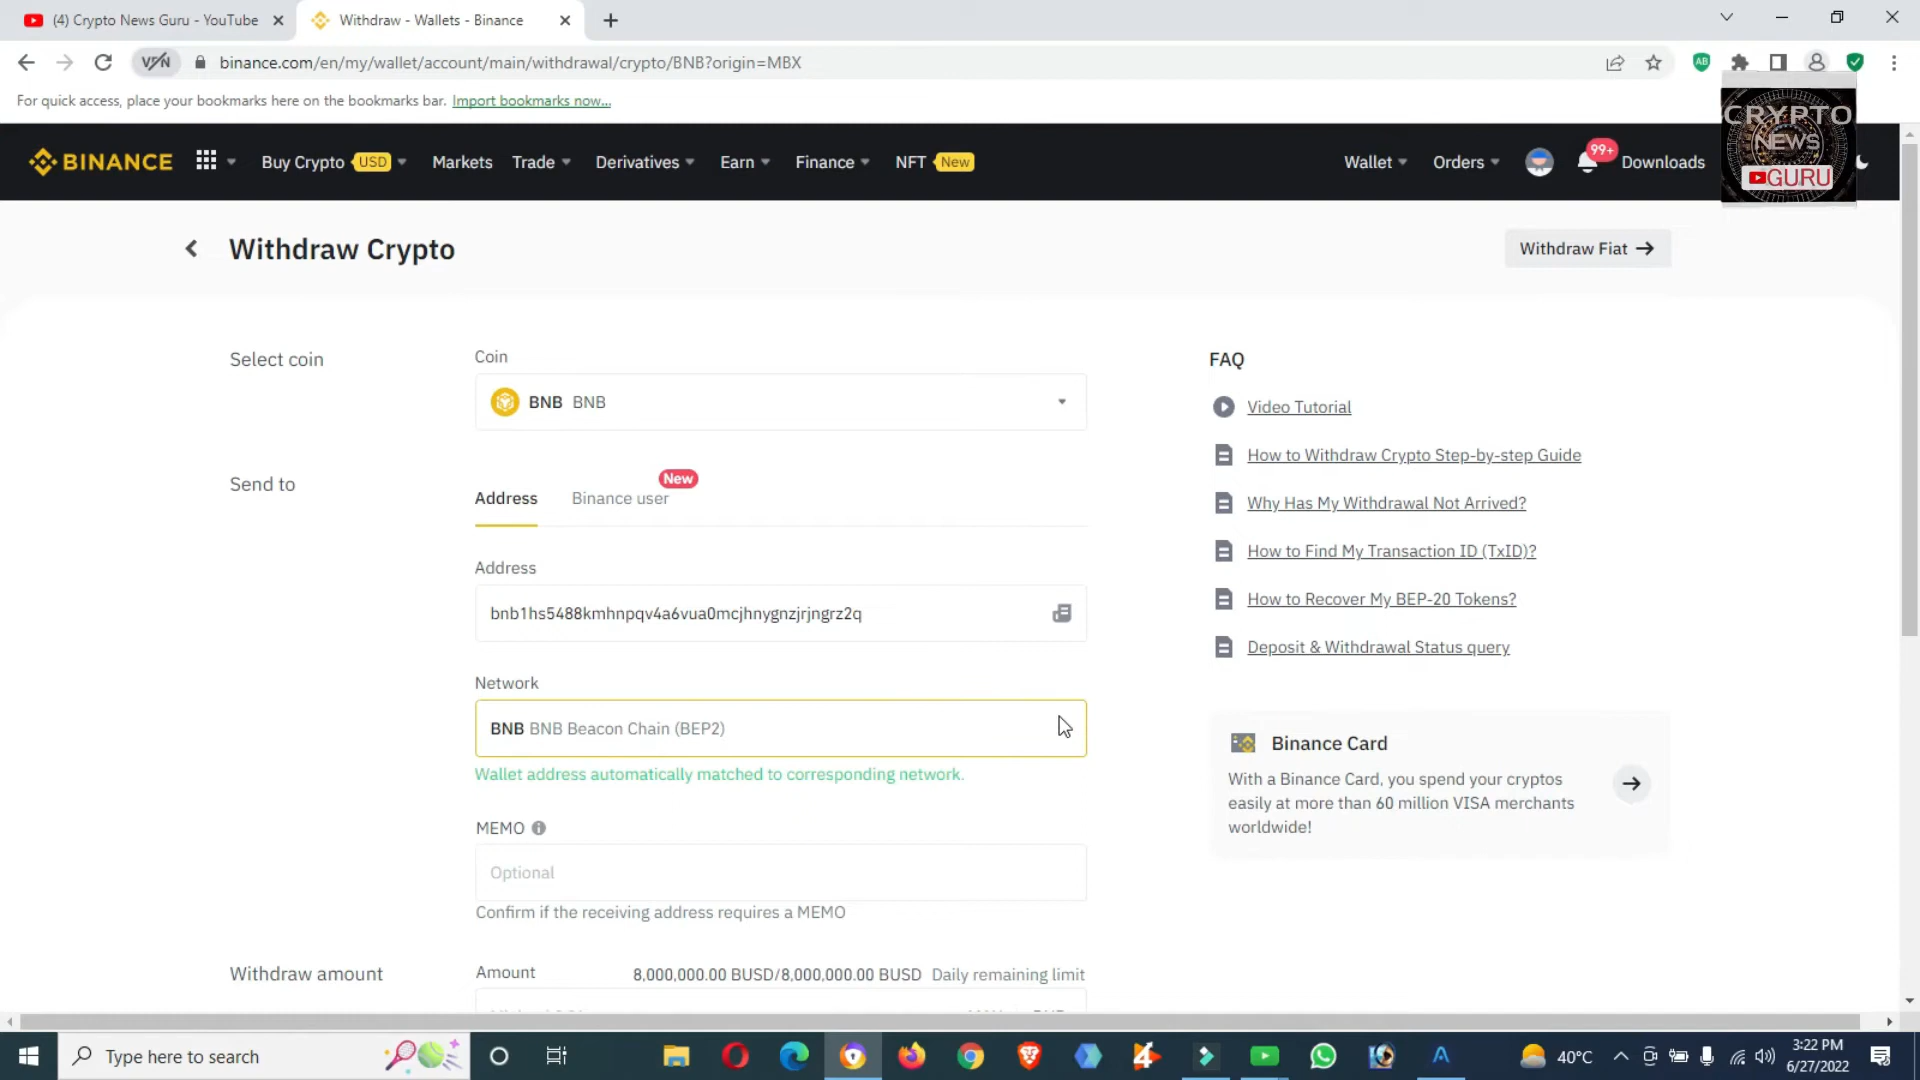 (4) Crypto News Guru - YouTube
Withdraw - Wallets - Binance
VPN
binance.com/en/my/wallet/account/main/withdrawal/crypto/BNB?origin=MBX
For quick access, place your bookmarks here on the bookmarks bar. Import bookmarks now...
CRYPTO
NEWS
GURU
BINANCE
Buy Crypto USD
Markets
Trade
Derivatives
Earn
Finance
NFT New
Wallet
Orders
99+
Downloads
Withdraw Crypto
Withdraw Fiat
Select coin
Coin
BNB BNB
Send to
Address
Binance user
New
Address
bnb1hs5488kmhnpqv4a6vua0mcjhnygnzjrjngrz2q
Network
BNB BNB Beacon Chain (BEP2)
Wallet address automatically matched to corresponding network.
MEMO
Optional
Confirm if the receiving address requires a MEMO
Withdraw amount
Amount
8,000,000.00 BUSD/8,000,000.00 BUSD Daily remaining limit
FAQ
Video Tutorial
How to Withdraw Crypto Step-by-step Guide
Why Has My Withdrawal Not Arrived?
How to Find My Transaction ID (TxID)?
How to Recover My BEP-20 Tokens?
Deposit & Withdrawal Status query
Binance Card
With a Binance Card, you spend your cryptos
easily at more than 60 million VISA merchants
worldwide!
Type here to search
40°C
3:22 PM
6/27/2022